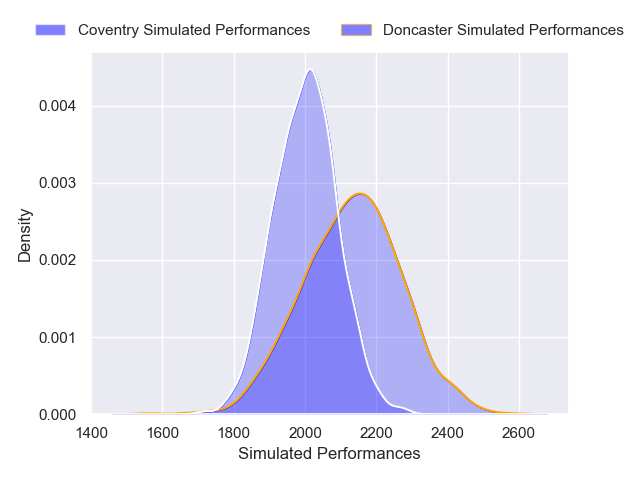 Coventry Simulated Performances Doncaster Simulated Performances
0.004
0.003
0.002
0.001
0.000
Density
1400 1600 1800 2000 2200 2400 2600
Simulated Performances